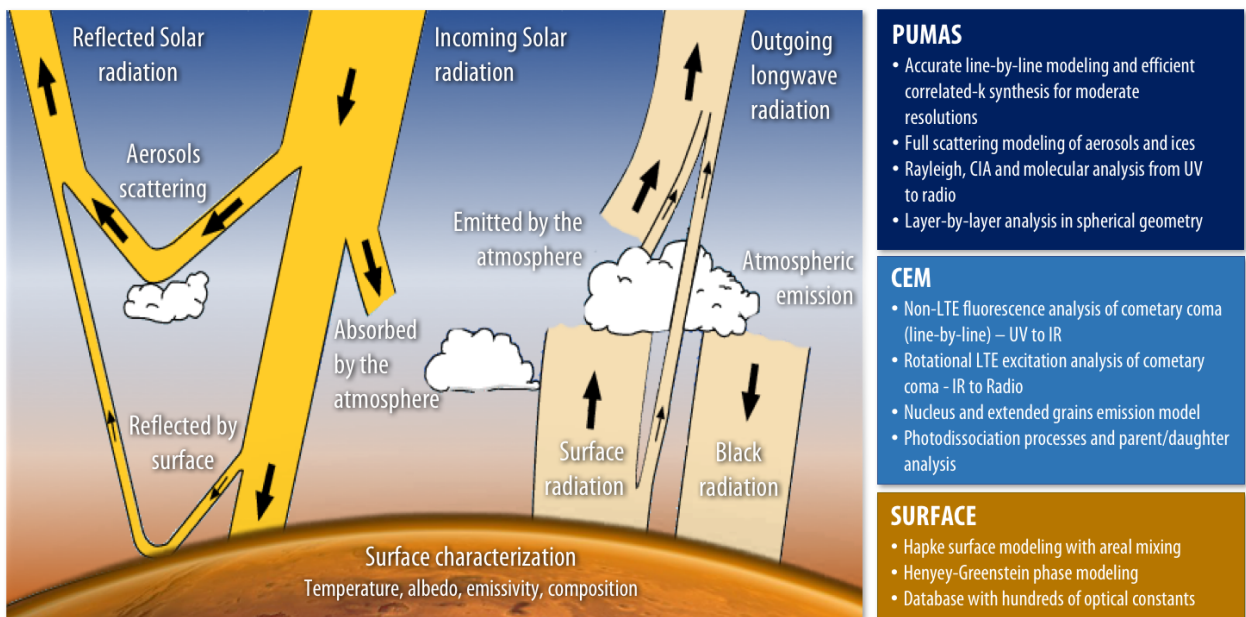 Reflected Solar
radiation
Incoming Solar
radiation
Outgoing
longwave
radiation
Aerosols
scattering
Emitted by the
atmosphere
Atmospheric
emission
Absorbed
by the
atmosphere
Reflected by
surface
Surface
radiation
Black
radiation
Surface characterization
Temperature, albedo, emissivity, composition
PUMAS
• Accurate line-by-line modeling and efficient
correlated-k synthesis for moderate
resolutions
• Full scattering modeling of aerosols and ices
• Rayleigh, CIA and molecular analysis from UV
to radio
• Layer-by-layer analysis in spherical geometry
CEM
• Non-LTE fluorescence analysis of cometary coma
(line-by-line) – UV to IR
• Rotational LTE excitation analysis of cometary
coma - IR to Radio
• Nucleus and extended grains emission model
• Photodissociation processes and parent/daughter
analysis
SURFACE
• Hapke surface modeling with areal mixing
• Henyey-Greenstein phase modeling
• Database with hundreds of optical constants